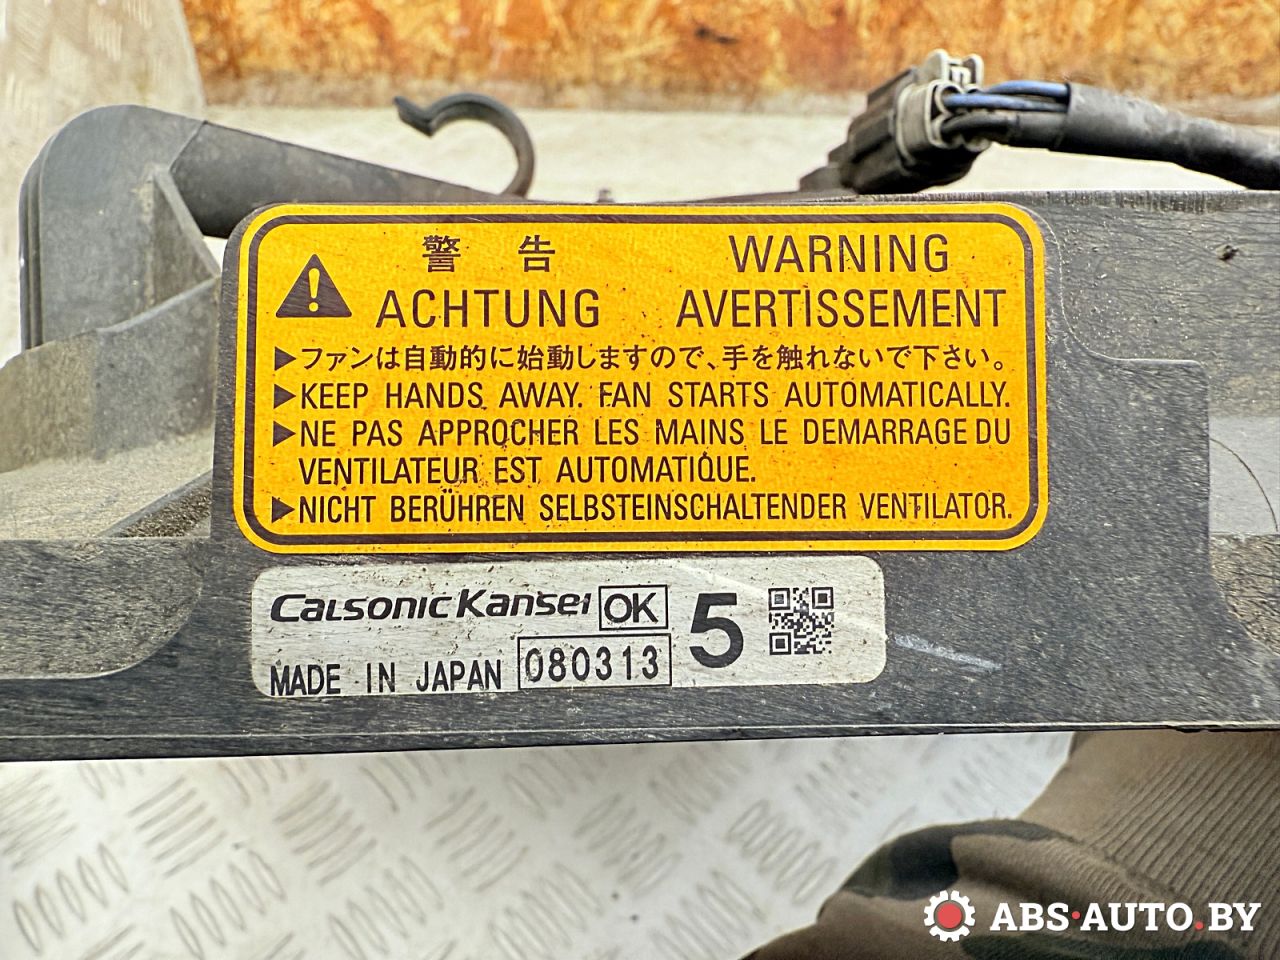 警告 WARNING
ACHTUNG AVERTISSEMENT
▶ファンは自動的に始動しますので、手を触れないで下さい。
▶KEEP HANDS AWAY. FAN STARTS AUTOMATICALLY.
▶NE PAS APPROCHER LES MAINS LE DEMARRAGE DU
VENTILATEUR EST AUTOMATIQUE.
▶NICHT BERÜHREN SELBSTEINSCHALTENDER VENTILATOR.
CALSONIC KANSEI OK 5
MADE IN JAPAN 080313
ABS·AUTO.BY